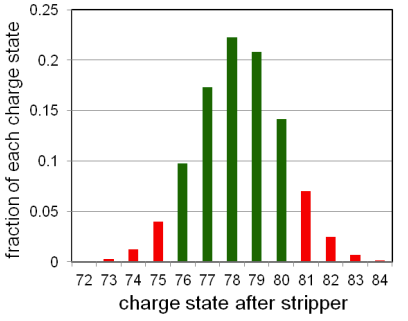 fraction of each charge state
0.25
0.2
0.15
0.1
0.05
0
72 73 74 75 76 77 78 79 80 81 82 83 84
charge state after stripper